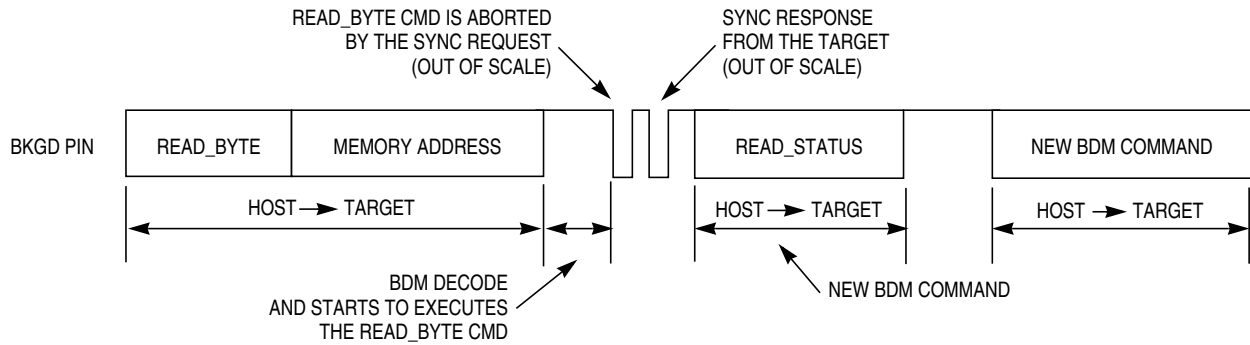 READ_BYTE CMD IS ABORTED
BY THE SYNC REQUEST
(OUT OF SCALE)
SYNC RESPONSE
FROM THE TARGET
(OUT OF SCALE)
BKGD PIN
READ_BYTE
MEMORY ADDRESS
READ_STATUS
NEW BDM COMMAND
HOST TARGET
HOST TARGET
HOST TARGET
BDM DECODE
AND STARTS TO EXECUTES
THE READ_BYTE CMD
NEW BDM COMMAND